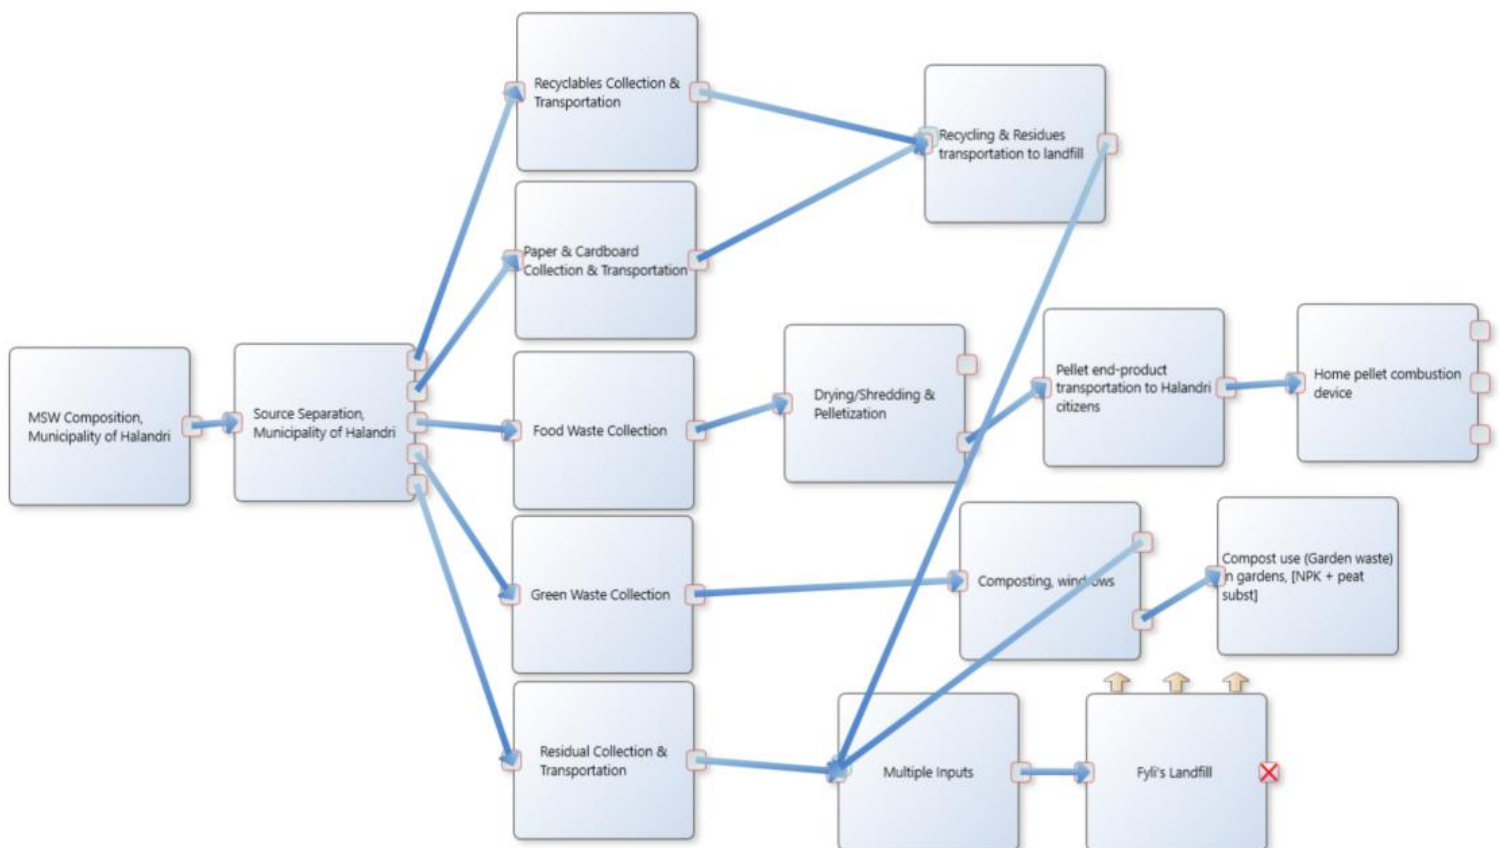 Recyclables Collection &
Transportation
Recycling & Residues
transportation to landfill
Paper & Cardboard
Collection & Transportation
MSW Composition,
Municipality of Halandri
Source Separation,
Municipality of Halandri
Food Waste Collection
Drying/Shredding &
Pelletization
Pellet end-product
transportation to Halandri
citizens
Home pellet combustion
device
Green Waste Collection
Composting, windows
Compost use (Garden waste)
in gardens, [NPK + peat
subst]
Residual Collection &
Transportation
Multiple Inputs
Fyli's Landfill